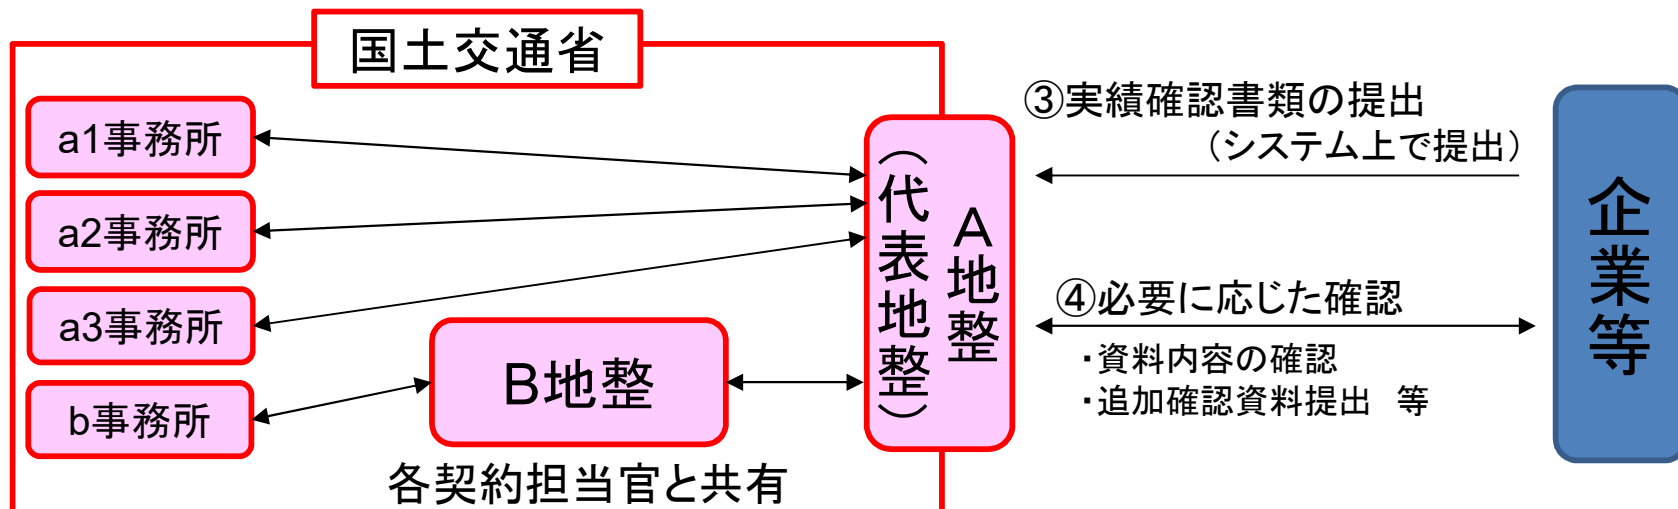 国土交通省
a1事務所
a2事務所
a3事務所
b事務所
B地整
各契約担当官と共有
A地整
（代表地整）
③実績確認書類の提出
（システム上で提出）
④必要に応じた確認
・資料内容の確認
・追加確認資料提出　等
企業等